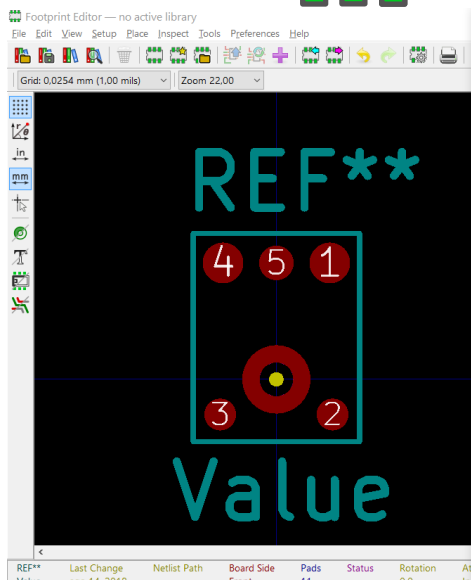 Footprint Editor — no active library
File Edit View Setup Place Inspect Tools Preferences Help
Grid: 0,0254 mm (1,00 mils) Zoom 22,00
in
mm
REF**
4 5 1
3 2
Value
REF** Last Change Netlist Path Board Side Pads Status Rotation